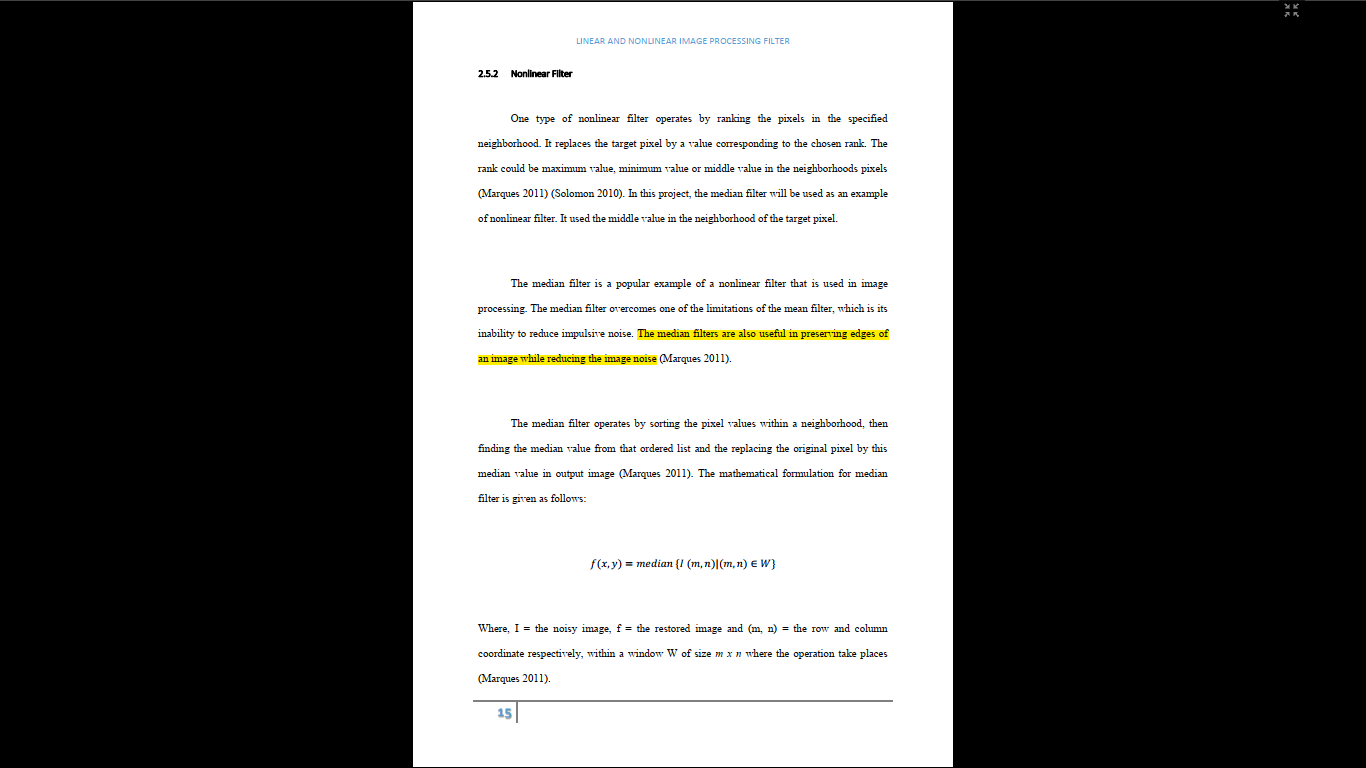 LINEAR AND NONLINEAR IMAGE PROCESSING FILTER
2.5.2 Nonlinear Filter
One type of nonlinear filter operates by ranking the pixels in the specified
neighborhood. It replaces the target pixel by a value corresponding to the chosen rank. The
rank could be maximum value, minimum value or middle value in the neighborhoods pixels
(Marques 2011) (Solomon 2010). In this project, the median filter will be used as an example
of nonlinear filter. It used the middle value in the neighborhood of the target pixel.
The median filter is a popular example of a nonlinear filter that is used in image
processing. The median filter overcomes one of the limitations of the mean filter, which is its
inability to reduce impulsive noise. The median filters are also useful in preserving edges of
an image while reducing the image noise (Marques 2011).
The median filter operates by sorting the pixel values within a neighborhood, then
finding the median value from that ordered list and the replacing the original pixel by this
median value in output image (Marques 2011). The mathematical formulation for median
filter is given as follows:
f(x,y) = median {I (m,n)|(m,n) ∈ W}
Where, I = the noisy image, f = the restored image and (m, n) = the row and column
coordinate respectively, within a window W of size m x n where the operation take places
(Marques 2011).
15